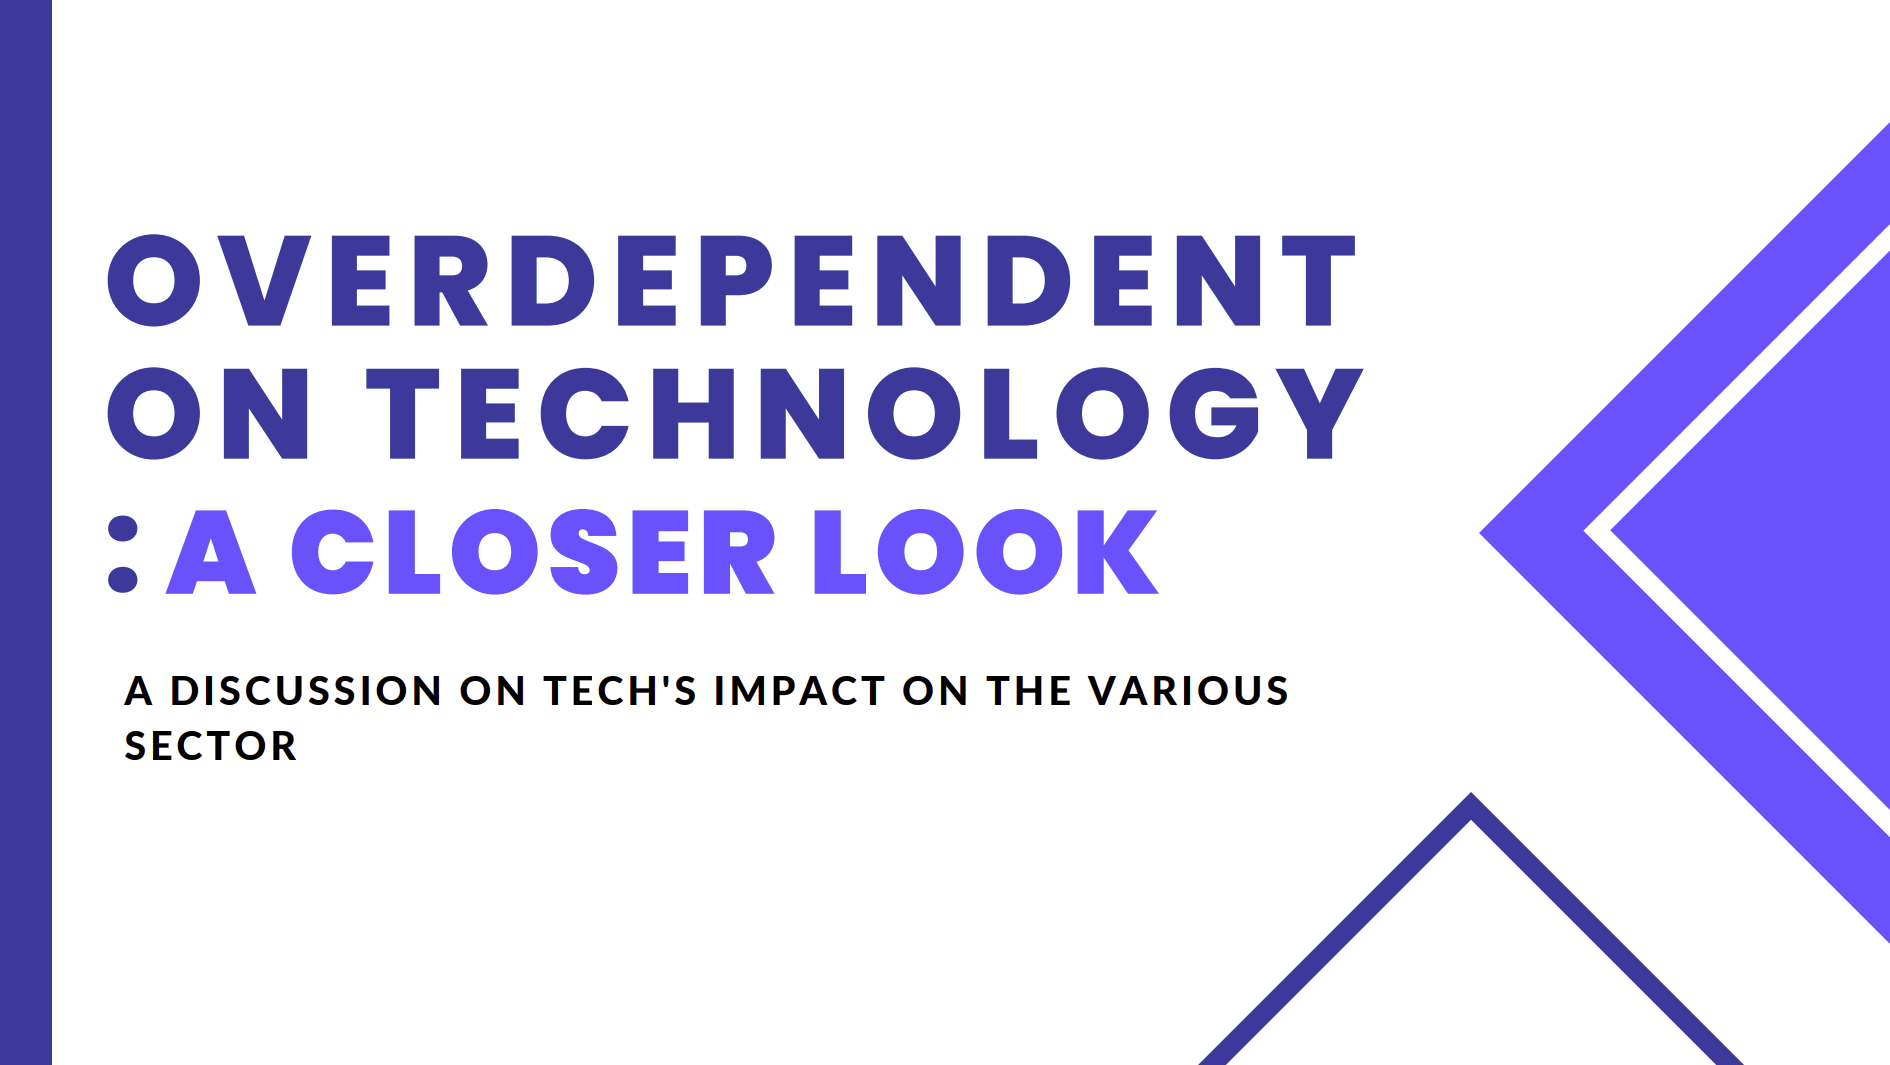 OVERDEPENDENT
ON TECHNOLOGY
: A CLOSER LOOK
A DISCUSSION ON TECH'S IMPACT ON THE VARIOUS
SECTOR